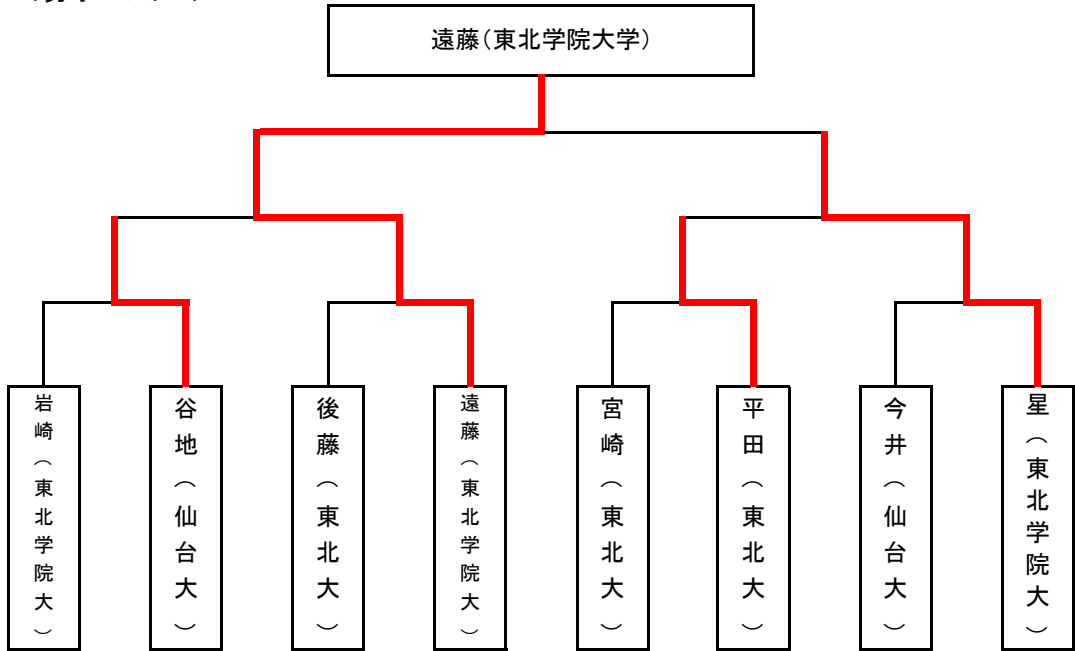 遠藤(東北学院大学)
岩崎(東北学院大)
谷地(仙台大)
後藤(東北大)
遠藤(東北学院大)
宮崎(東北大)
平田(東北大)
今井(仙台大)
星(東北学院大)